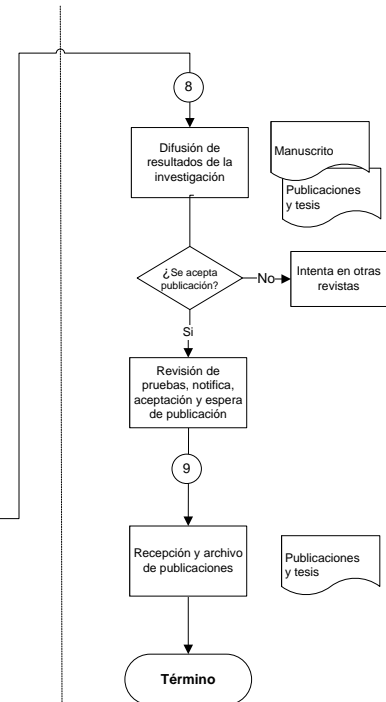 8
Difusión de
resultados de la
investigación
Manuscrito
Publicaciones
y tesis
¿Se acepta
publicación?
No
Intenta en otras
revistas
Si
Revisión de
pruebas, notifica,
aceptación y espera
de publicación
9
Recepción y archivo
de publicaciones
Publicaciones
y tesis
Término